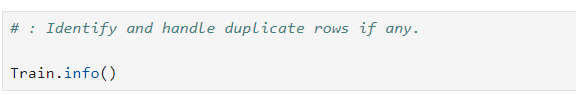 # : Identify and handle duplicate rows if any.
Train.info()